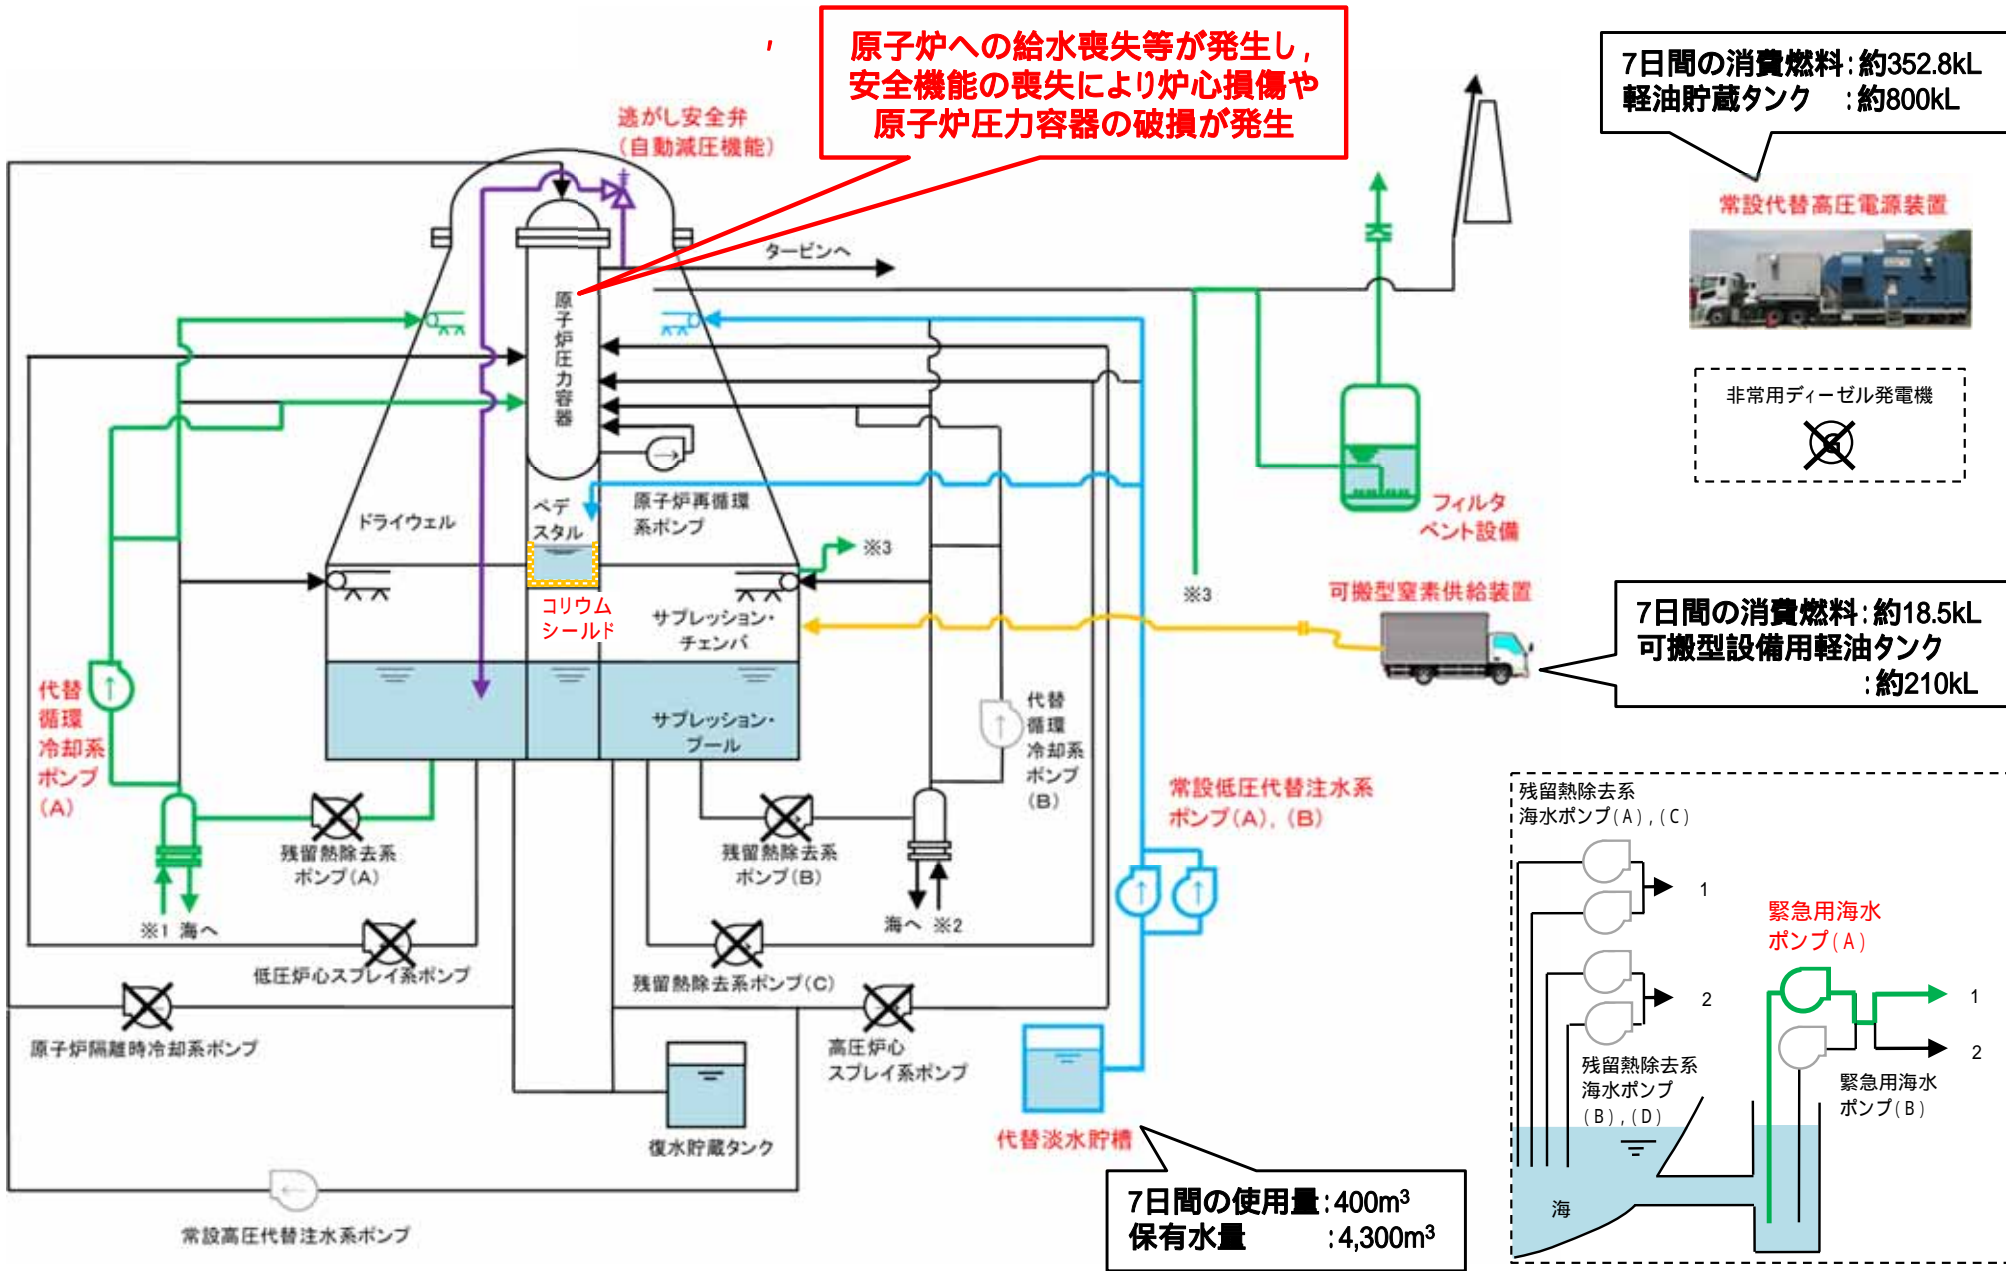 原子炉への給水喪失等が発生し,
安全機能の喪失により炉心損傷や
原子炉圧力容器の破損が発生
7日間の消費燃料:約352.8kL
軽油貯蔵タンク :約800kL
逃がし安全弁
(自動減圧機能)
常設代替高圧電源装置
タービンへ
原子炉圧力容器
非常用ディーゼル発電機
G
ドライウェル
ペデ
スタル
原子炉再循環
系ポンプ
フィルタ
ベント設備
※3
※3
コリウム
シールド
サプレッション・
チェンバ
可搬型窒素供給装置
7日間の消費燃料:約18.5kL
可搬型設備用軽油タンク
:約210kL
代替
循環
冷却系
ポンプ
(A)
サプレッション・
プール
代替
循環
冷却系
ポンプ
(B)
常設低圧代替注水系
ポンプ(A),(B)
残留熱除去系
海水ポンプ(A),(C)
残留熱除去系
ポンプ(A)
残留熱除去系
ポンプ(B)
1
※1 海へ
海へ ※2
緊急用海水
ポンプ(A)
低圧炉心スプレイ系ポンプ
残留熱除去系ポンプ(C)
2
1
原子炉隔離時冷却系ポンプ
高圧炉心
スプレイ系ポンプ
2
残留熱除去系
海水ポンプ
(B),(D)
緊急用海水
ポンプ(B)
復水貯蔵タンク
代替淡水貯槽
海
7日間の使用量:400m³
保有水量 :4,300m³
常設高圧代替注水系ポンプ